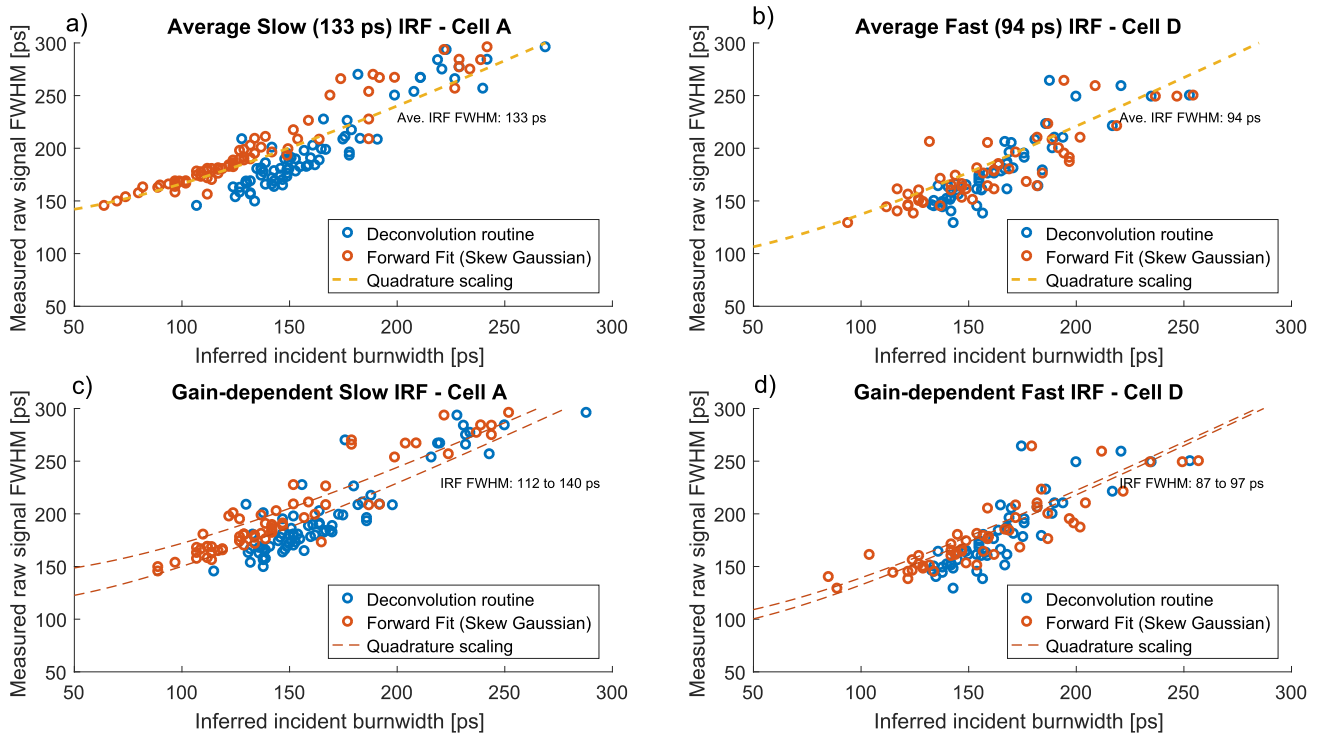 a)
Average Slow (133 ps) IRF - Cell A
Measured raw signal FWHM [ps]
300
250
200
150
100
50
Ave. IRF FWHM: 133 ps
Deconvolution routine
Forward Fit (Skew Gaussian)
Quadrature scaling
50 100 150 200 250 300
Inferred incident burnwidth [ps]
b)
Average Fast (94 ps) IRF - Cell D
Measured raw signal FWHM [ps]
300
250
200
150
100
50
Ave. IRF FWHM: 94 ps
Deconvolution routine
Forward Fit (Skew Gaussian)
Quadrature scaling
50 100 150 200 250 300
Inferred incident burnwidth [ps]
c)
Gain-dependent Slow IRF - Cell A
Measured raw signal FWHM [ps]
300
250
200
150
100
50
IRF FWHM: 112 to 140 ps
Deconvolution routine
Forward Fit (Skew Gaussian)
Quadrature scaling
50 100 150 200 250 300
Inferred incident burnwidth [ps]
d)
Gain-dependent Fast IRF - Cell D
Measured raw signal FWHM [ps]
300
250
200
150
100
50
IRF FWHM: 87 to 97 ps
Deconvolution routine
Forward Fit (Skew Gaussian)
Quadrature scaling
50 100 150 200 250 300
Inferred incident burnwidth [ps]